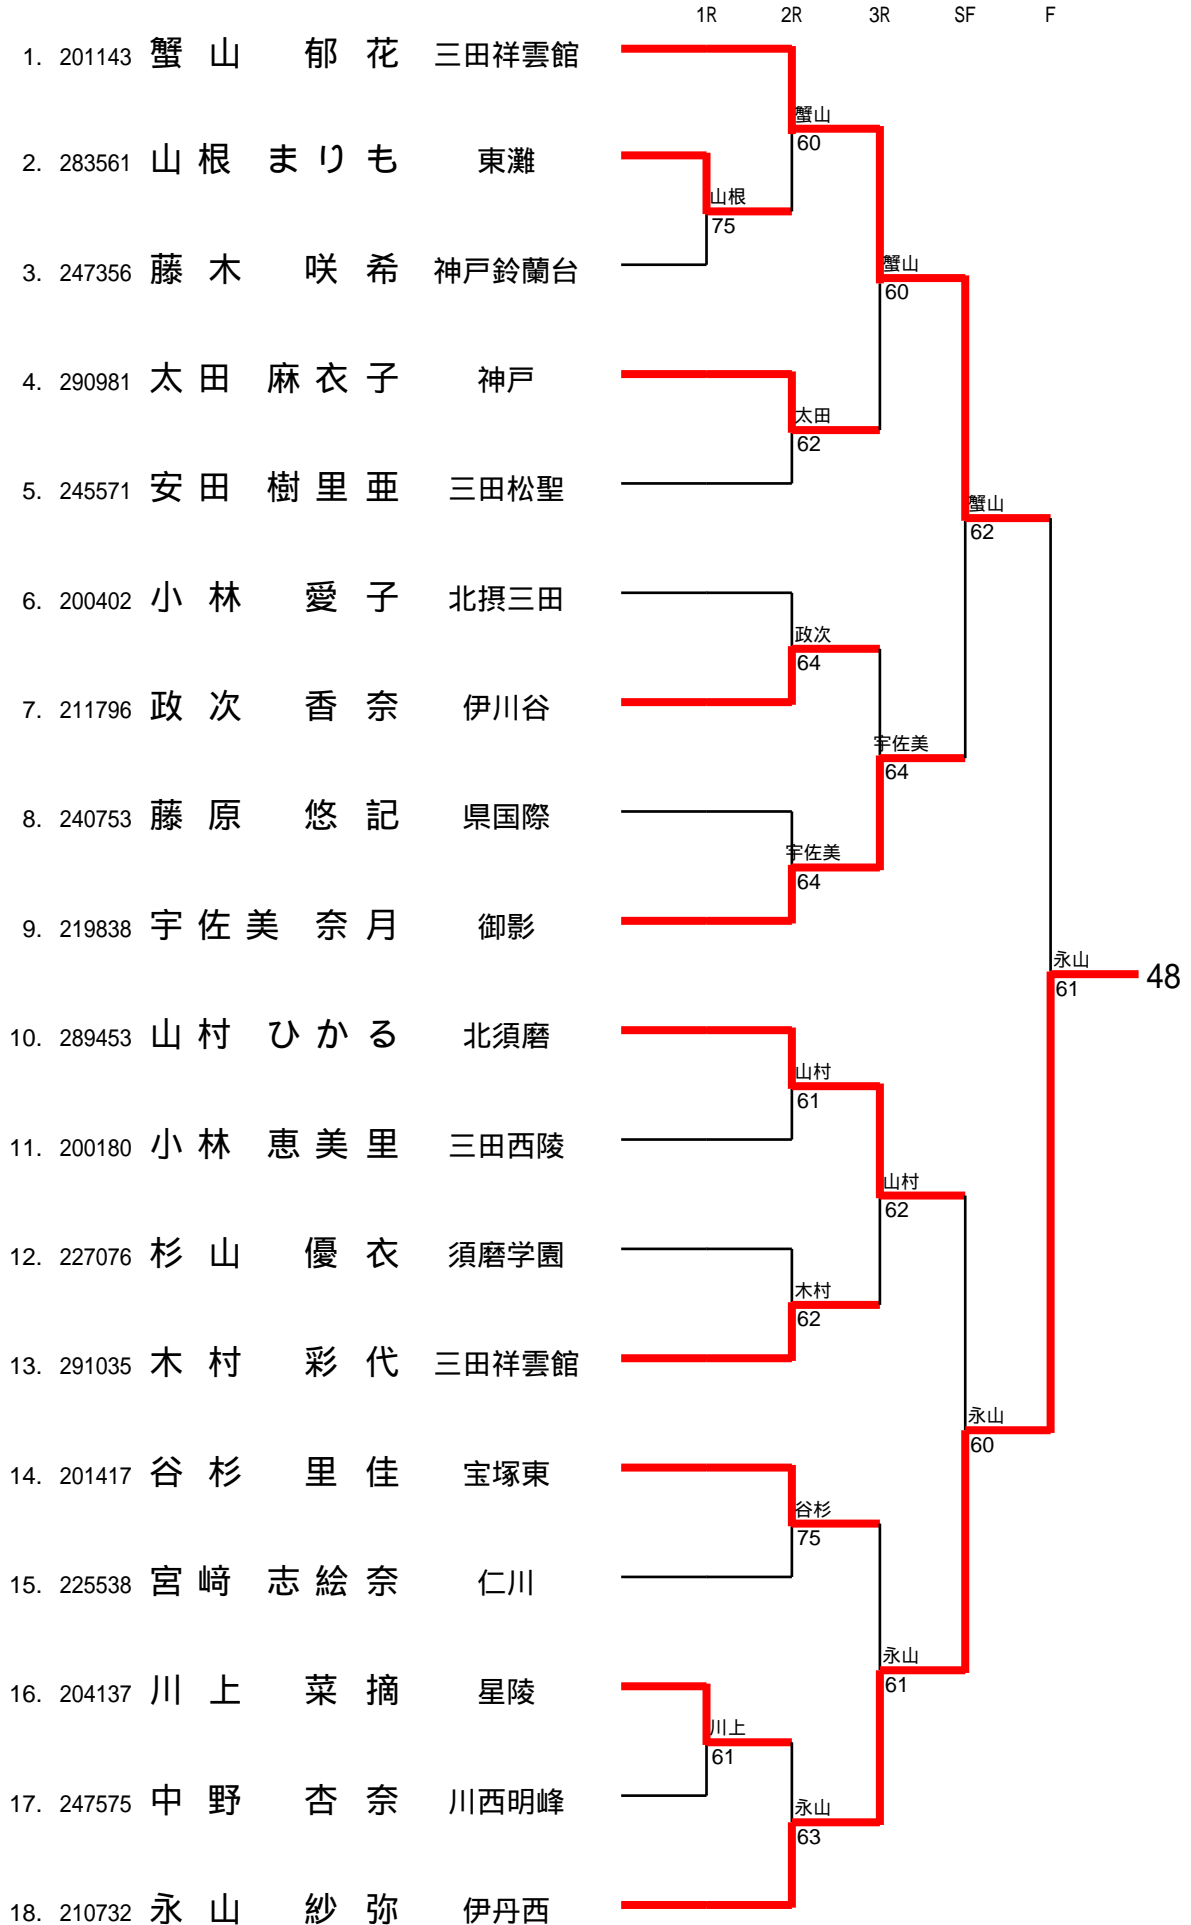 1R 2R 3R SF F
1. 201143 蟹山 郁花 三田祥雲館
蟹山
60
2. 283561 山根 まりも 東灘
山根
75
3. 247356 藤木 咲希 神戸鈴蘭台
蟹山
60
4. 290981 太田 麻衣子 神戸
太田
62
5. 245571 安田 樹里亜 三田松聖
蟹山
62
6. 200402 小林 愛子 北摂三田
政次
64
7. 211796 政次 香奈 伊川谷
宇佐美
64
8. 240753 藤原 悠記 県国際
宇佐美
64
9. 219838 宇佐美 奈月 御影
永山
61
48
10. 289453 山村 ひかる 北須磨
山村
61
11. 200180 小林 恵美里 三田西陵
山村
62
12. 227076 杉山 優衣 須磨学園
木村
62
13. 291035 木村 彩代 三田祥雲館
永山
60
14. 201417 谷杉 里佳 宝塚東
谷杉
75
15. 225538 宮﨑 志絵奈 仁川
永山
61
16. 204137 川上 菜摘 星陵
川上
61
17. 247575 中野 杏奈 川西明峰
永山
63
18. 210732 永山 紗弥 伊丹西